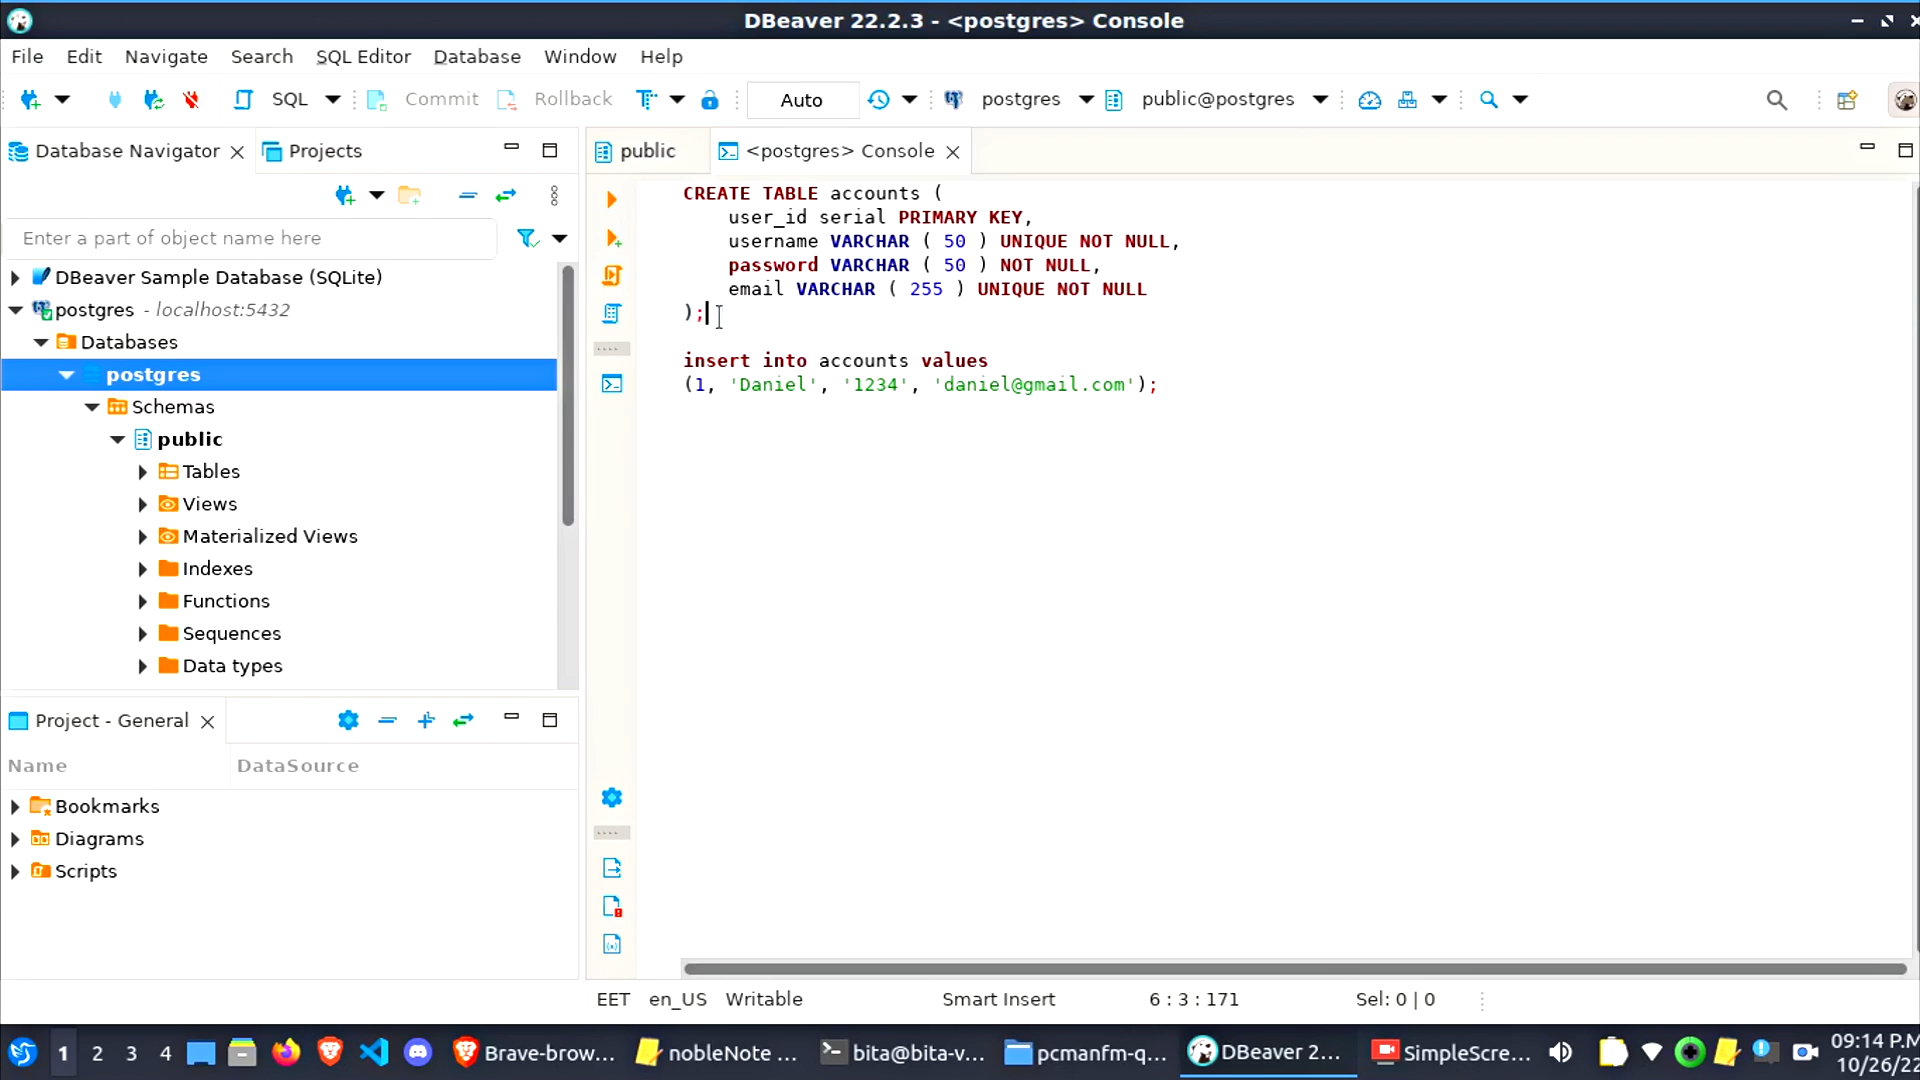 DBeaver 22.2.3 - <postgres> Console
File Edit Navigate Search SQL Editor Database Window Help
SQL Commit Rollback Auto postgres public@postgres
Database Navigator Projects
public <postgres> Console
Enter a part of object name here
DBeaver Sample Database (SQLite)
postgres - localhost:5432
Databases
postgres
Schemas
public
Tables
Views
Materialized Views
Indexes
Functions
Sequences
Data types
CREATE TABLE accounts (
user_id serial PRIMARY KEY,
username VARCHAR ( 50 ) UNIQUE NOT NULL,
password VARCHAR ( 50 ) NOT NULL,
email VARCHAR ( 255 ) UNIQUE NOT NULL
);
insert into accounts values
(1, 'Daniel', '1234', 'daniel@gmail.com');
Project - General
Name DataSource
Bookmarks
Diagrams
Scripts
EET en_US Writable Smart Insert 6 : 3 : 171 Sel: 0 | 0
1 2 3 4 Brave-brow... nobleNote ... bita@bita-v... pcmanfm-q... DBeaver 2... SimpleScre... 09:14 P.M
10/26/22